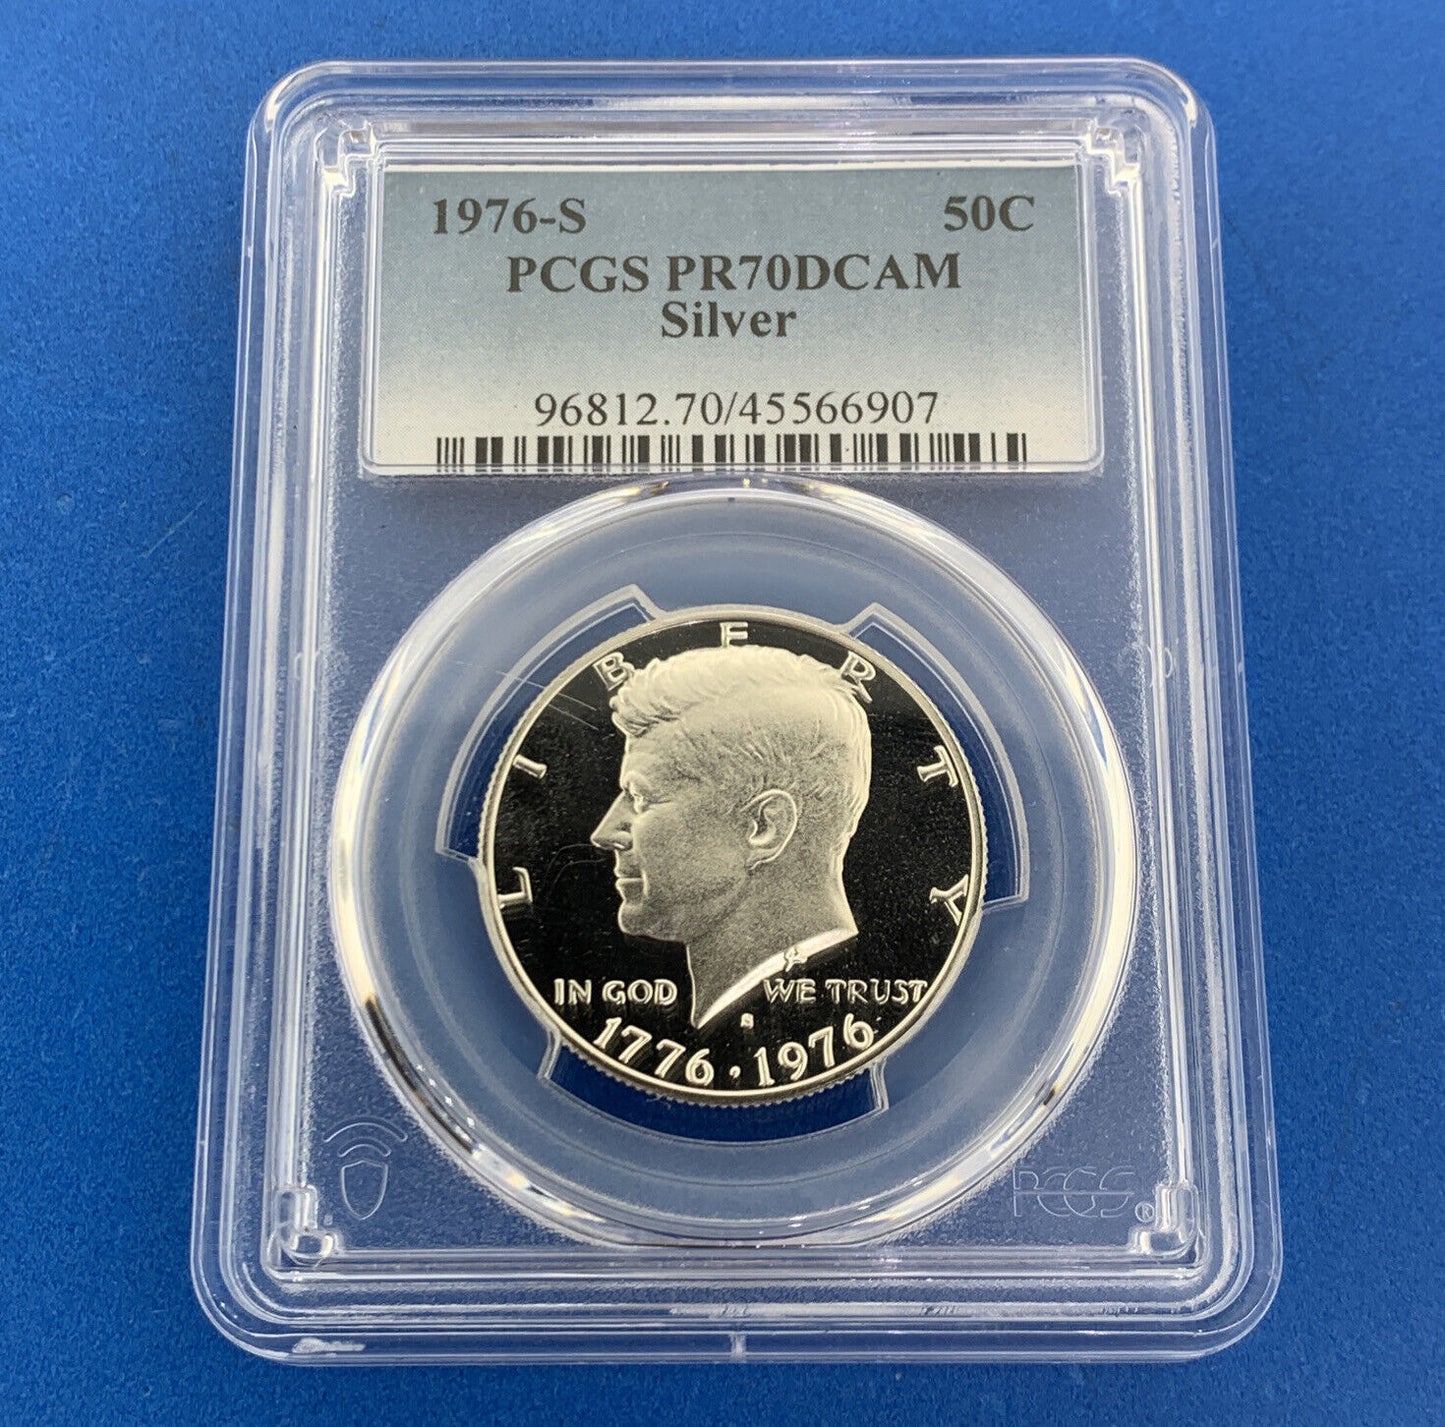 1976-S 50C
PCGS PR70DCAM
Silver
96812.70/45566907
LIBERTY
IN GOD WE TRUST
S
1776 · 1976
PCGS®